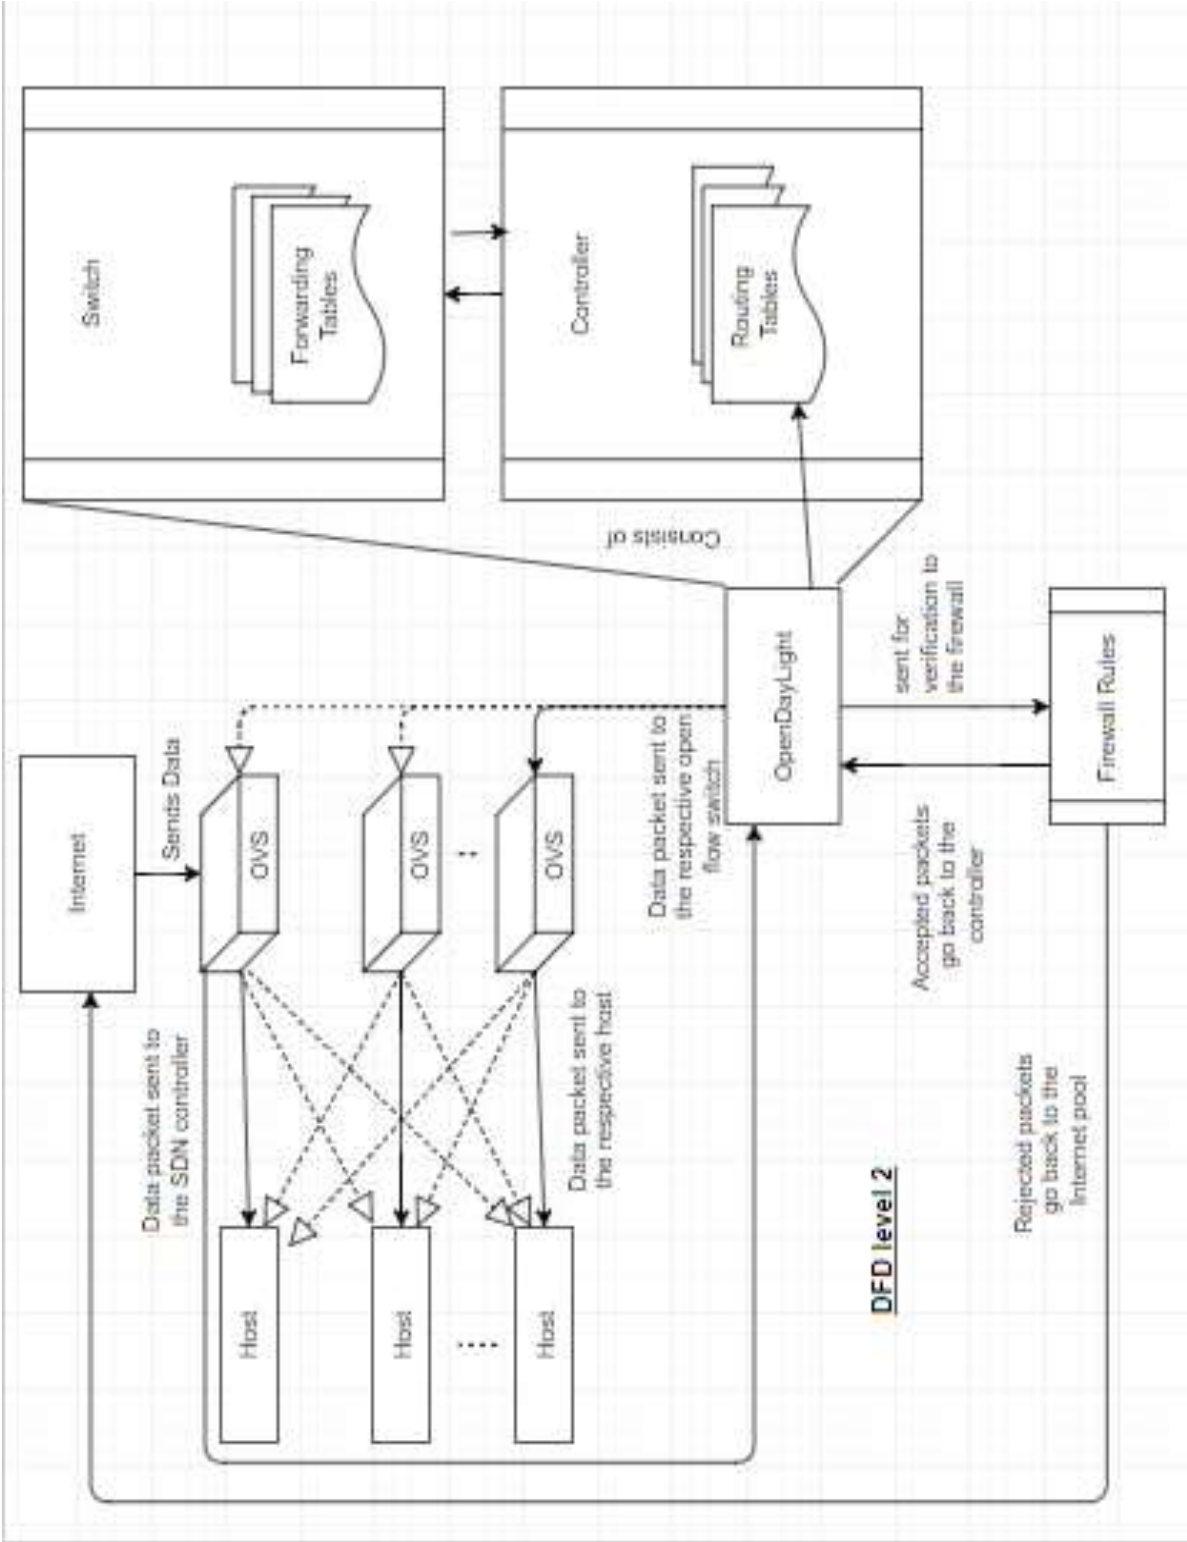 Internet
Sends Data
Data packet sent to
the SDN controller
OVS
OVS
OVS
Host
Host
Host
Data packet sent to
the respective host
Data packet sent to
the respective open
flow switch
OpenDayLight
Consists of
Switch
Forwarding
Tables
Controller
Routing
Tables
sent for
verification to
the firewall
Firewall Rules
Accepted packets
go back to the
controller
Rejected packets
go back to the
Internet pool
DFD level 2